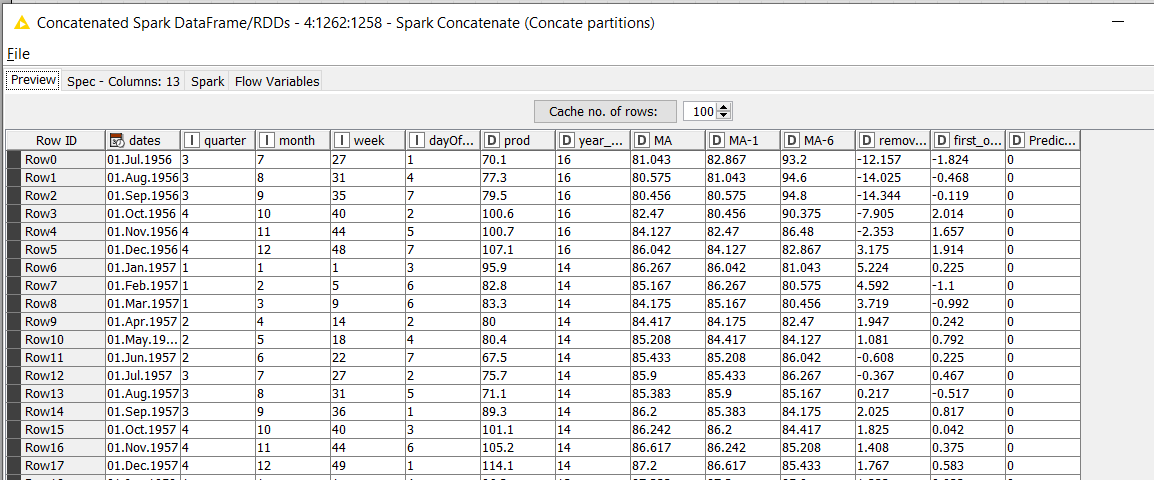 Concatenated Spark DataFrame/RDDs - 4:1262:1258 - Spark Concatenate (Concate partitions)
File
Preview Spec - Columns: 13 Spark Flow Variables
Cache no. of rows: 100
Row ID dates I quarter I month I week I dayOf... D prod D year_... D MA D MA-1 D MA-6 D remov... D first_o... D Predic...
Row0 01.Jul.1956 3 7 27 1 70.1 16 81.043 82.867 93.2 -12.157 -1.824 0
Row1 01.Aug.1956 3 8 31 4 77.3 16 80.575 81.043 94.6 -14.025 -0.468 0
Row2 01.Sep.1956 3 9 35 7 79.5 16 80.456 80.575 94.8 -14.344 -0.119 0
Row3 01.Oct.1956 4 10 40 2 100.6 16 82.47 80.456 90.375 -7.905 2.014 0
Row4 01.Nov.1956 4 11 44 5 100.7 16 84.127 82.47 86.48 -2.353 1.657 0
Row5 01.Dec.1956 4 12 48 7 107.1 16 86.042 84.127 82.867 3.175 1.914 0
Row6 01.Jan.1957 1 1 1 3 95.9 14 86.267 86.042 81.043 5.224 0.225 0
Row7 01.Feb.1957 1 2 5 6 82.8 14 85.167 86.267 80.575 4.592 -1.1 0
Row8 01.Mar.1957 1 3 9 6 83.3 14 84.175 85.167 80.456 3.719 -0.992 0
Row9 01.Apr.1957 2 4 14 2 80 14 84.417 84.175 82.47 1.947 0.242 0
Row10 01.May.19... 2 5 18 4 80.4 14 85.208 84.417 84.127 1.081 0.792 0
Row11 01.Jun.1957 2 6 22 7 67.5 14 85.433 85.208 86.042 -0.608 0.225 0
Row12 01.Jul.1957 3 7 27 2 75.7 14 85.9 85.433 86.267 -0.367 0.467 0
Row13 01.Aug.1957 3 8 31 5 71.1 14 85.383 85.9 85.167 0.217 -0.517 0
Row14 01.Sep.1957 3 9 36 1 89.3 14 86.2 85.383 84.175 2.025 0.817 0
Row15 01.Oct.1957 4 10 40 3 101.1 14 86.242 86.2 84.417 1.825 0.042 0
Row16 01.Nov.1957 4 11 44 6 105.2 14 86.617 86.242 85.208 1.408 0.375 0
Row17 01.Dec.1957 4 12 49 1 114.1 14 87.2 86.617 85.433 1.767 0.583 0